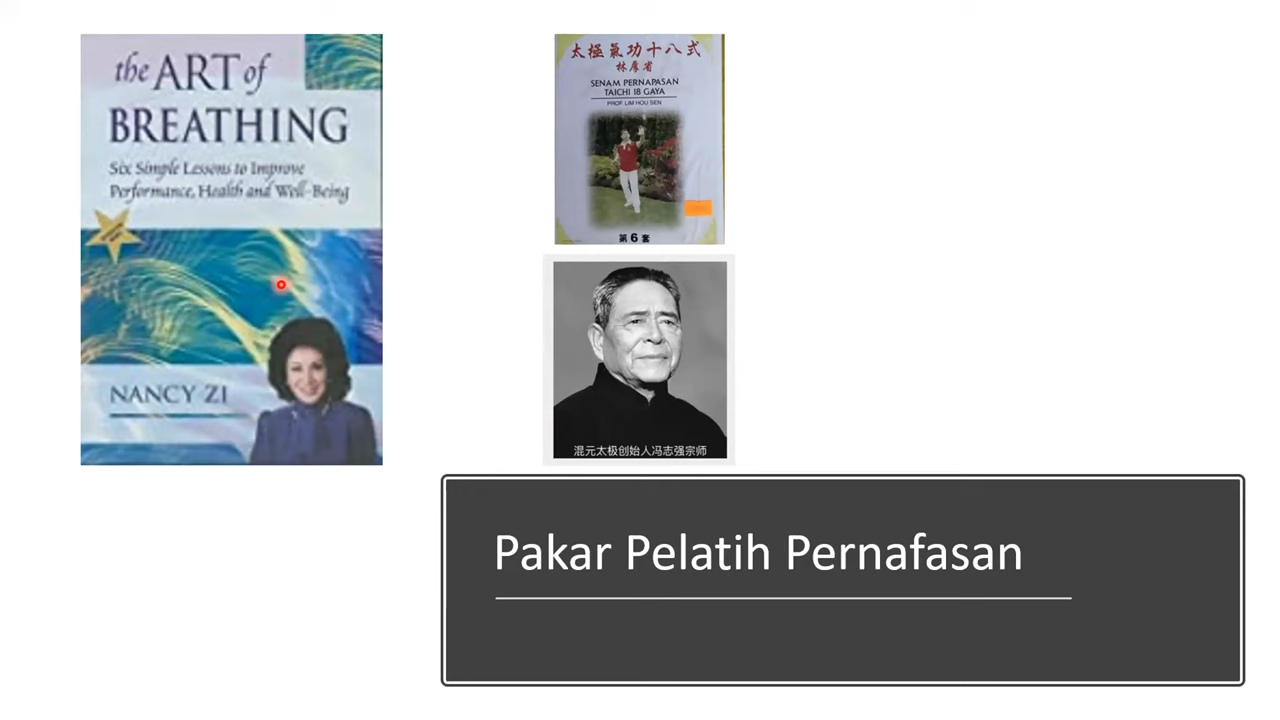 the ART of
BREATHING
Six Simple Lessons to Improve
Performance, Health and Well-Being
NANCY ZI
太極氣功十八式
林厚省
SENAM PERNAPASAN
TAICHI 18 GAYA
PROF. LIM HOU SEN
第 6 套
混元太极创始人冯志强宗师
Pakar Pelatih Pernafasan